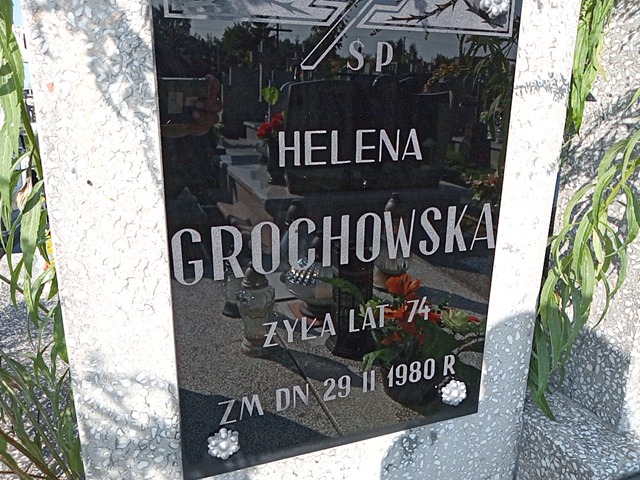 SP
HELENA
GROCHOWSKA
ŻYŁA LAT 74
ZM DN 29 II 1980 R